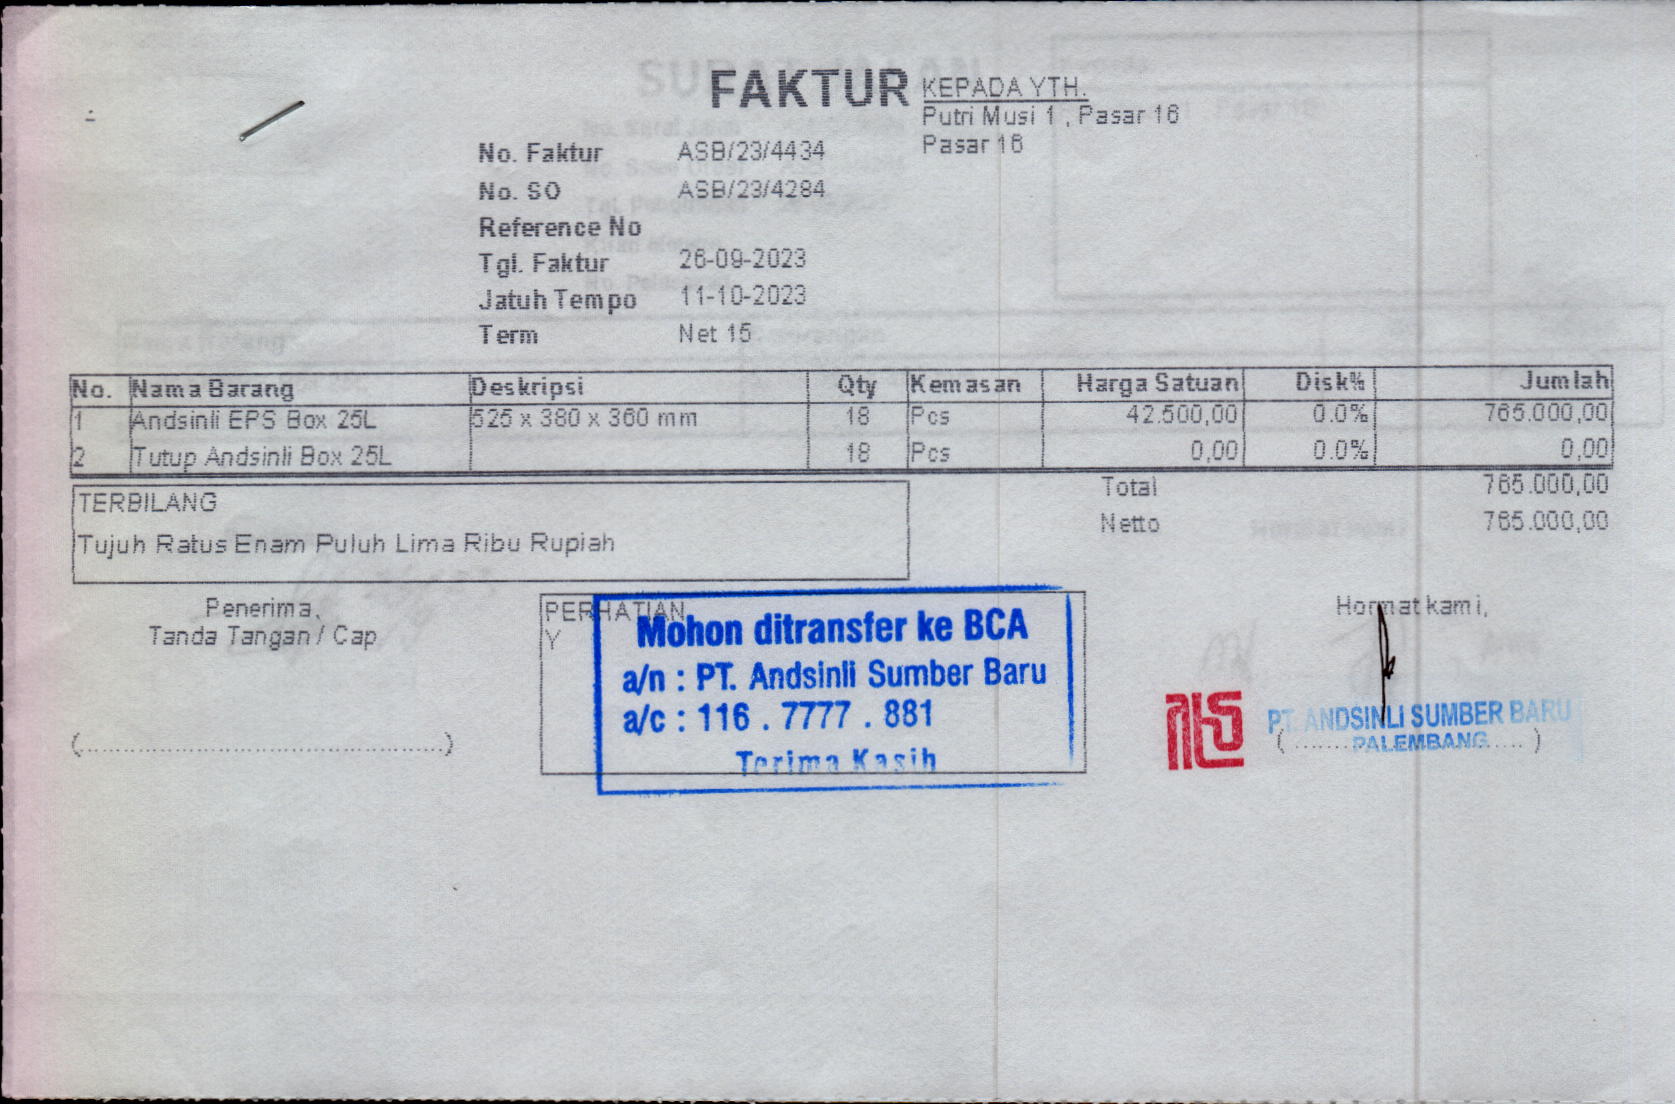 FAKTUR
KEPADA YTH.
Putri Musi 1 , Pasar 16
Pasar 16
No. Faktur ASB/23/4434
No. SO ASB/23/4284
Reference No
Tgl. Faktur 26-09-2023
Jatuh Tempo 11-10-2023
Term Net 15
No. Nama Barang Deskripsi Qty Kemasan Harga Satuan Disk% Jumlah
1 Andsinli EPS Box 25L 525 x 380 x 360 mm 18 Pcs 42.500,00 0.0% 765.000,00
2 Tutup Andsinli Box 25L 18 Pcs 0,00 0.0% 0,00
TERBILANG
Tujuh Ratus Enam Puluh Lima Ribu Rupiah
Total 765.000,00
Netto 765.000,00
Penerima,
Tanda Tangan / Cap
(............................................)
PERHATIAN
Y
Mohon ditransfer ke BCA
a/n : PT. Andsinli Sumber Baru
a/c : 116 . 7777 . 881
Terima Kasih
Hormat kami,
PT. ANDSINLI SUMBER BARU
PALEMBANG